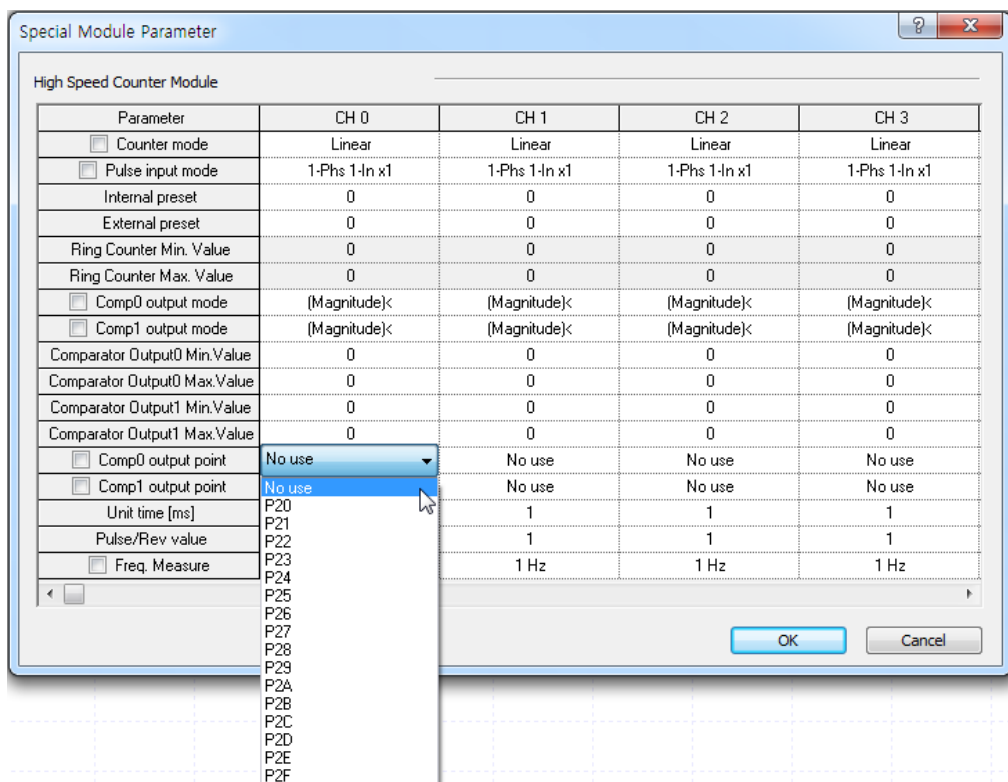 Special Module Parameter
High Speed Counter Module
Parameter CH 0 CH 1 CH 2 CH 3
Counter mode Linear Linear Linear Linear
Pulse input mode 1-Phs 1-In x1 1-Phs 1-In x1 1-Phs 1-In x1 1-Phs 1-In x1
Internal preset 0 0 0 0
External preset 0 0 0 0
Ring Counter Min. Value 0 0 0 0
Ring Counter Max. Value 0 0 0 0
Comp0 output mode (Magnitude)< (Magnitude)< (Magnitude)< (Magnitude)<
Comp1 output mode (Magnitude)< (Magnitude)< (Magnitude)< (Magnitude)<
Comparator Output0 Min.Value 0 0 0 0
Comparator Output0 Max.Value 0 0 0 0
Comparator Output1 Min.Value 0 0 0 0
Comparator Output1 Max.Value 0 0 0 0
Comp0 output point No use No use No use No use
Comp1 output point No use No use No use No use
Unit time [ms] 1 1 1
Pulse/Rev value 1 1 1
Freq. Measure 1 Hz 1 Hz 1 Hz
P20
P21
P22
P23
P24
P25
P26
P27
P28
P29
P2A
P2B
P2C
P2D
P2E
P2F
OK Cancel